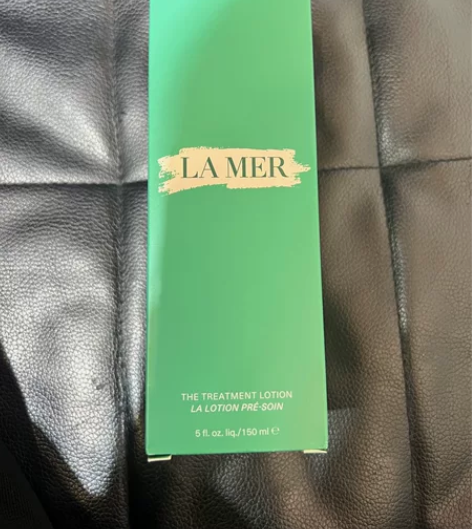 LA MER
THE TREATMENT LOTION
LA LOTION PRÉ-SOIN
5 fl. oz. liq./150 ml ℮